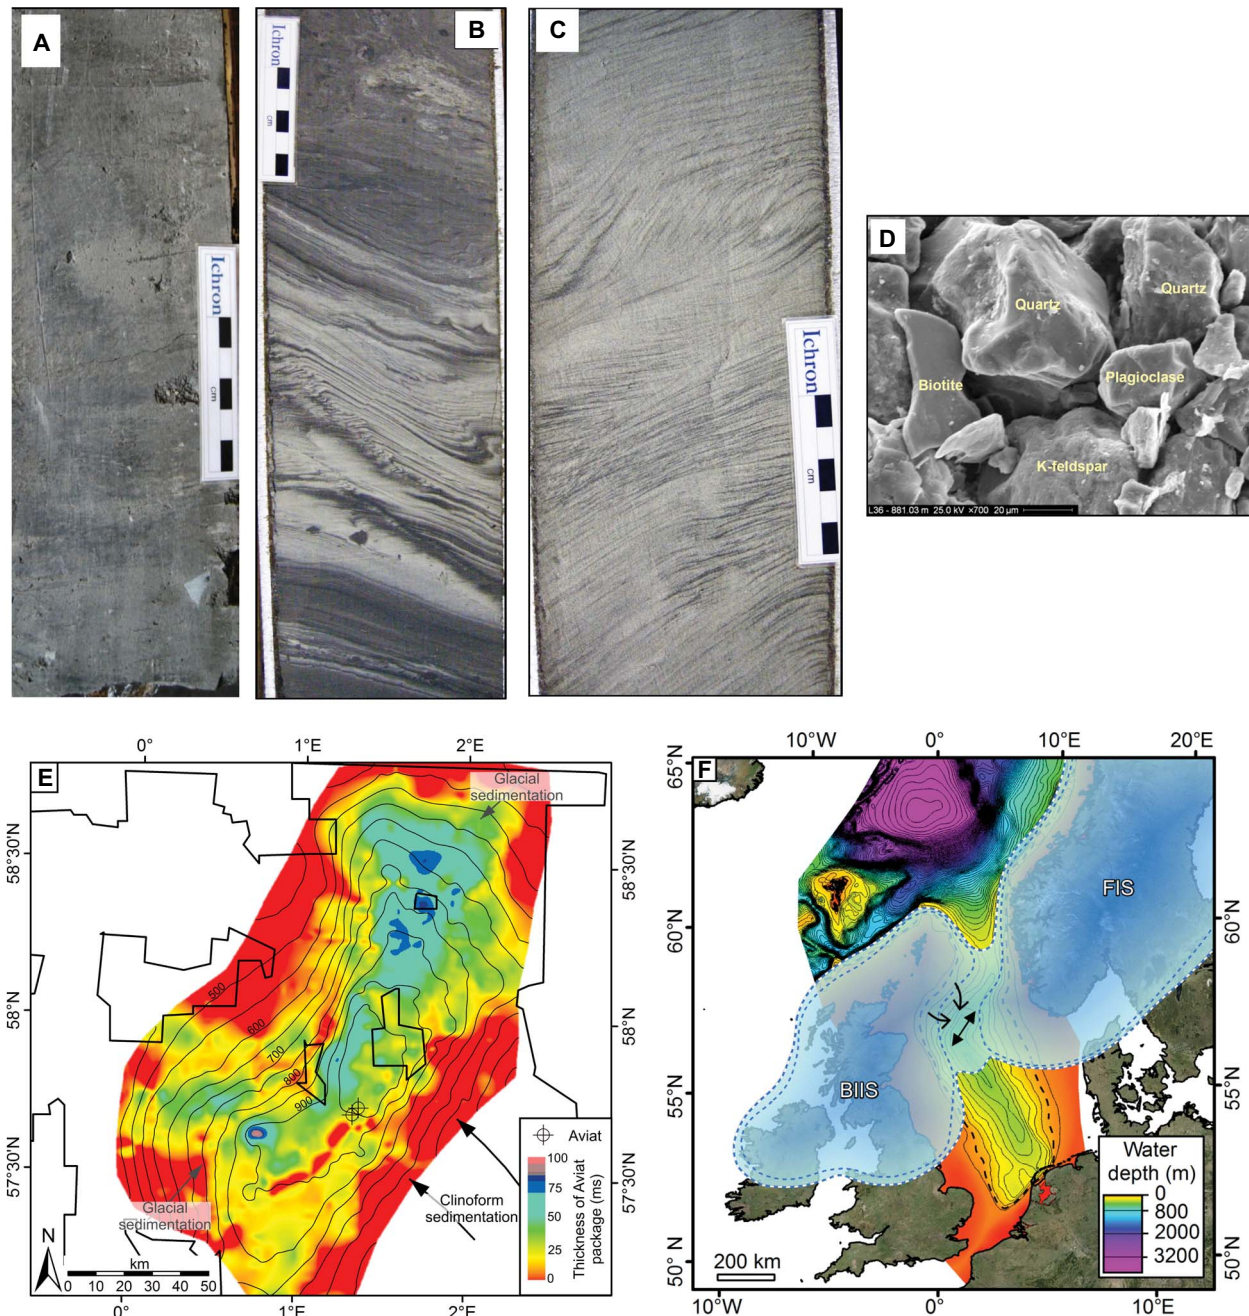 A
Ichron
cm
B
Ichron
cm
C
Ichron
cm
D
Quartz
Quartz
Biotite
Plagioclase
K-feldspar
L36 - 881.03 m 25.0 kV ×700 20 µm
E
0°
1°E
2°E
58°30'N
58°N
57°30'N
58°30'N
58°N
57°30'N
Glacial
sedimentation
500
600
700
800
900
Glacial
sedimentation
Clinoform
sedimentation
Aviat
Thickness of Aviat
package (ms)
100
75
50
25
0
N
km
0 10 20 30 40 50
0°
1°E
2°E
F
10°W
0°
10°E
20°E
65°N
60°N
55°N
50°N
60°N
55°N
50°N
FIS
BIIS
Water
depth (m)
0
800
2000
3200
200 km
10°W
0°
10°E